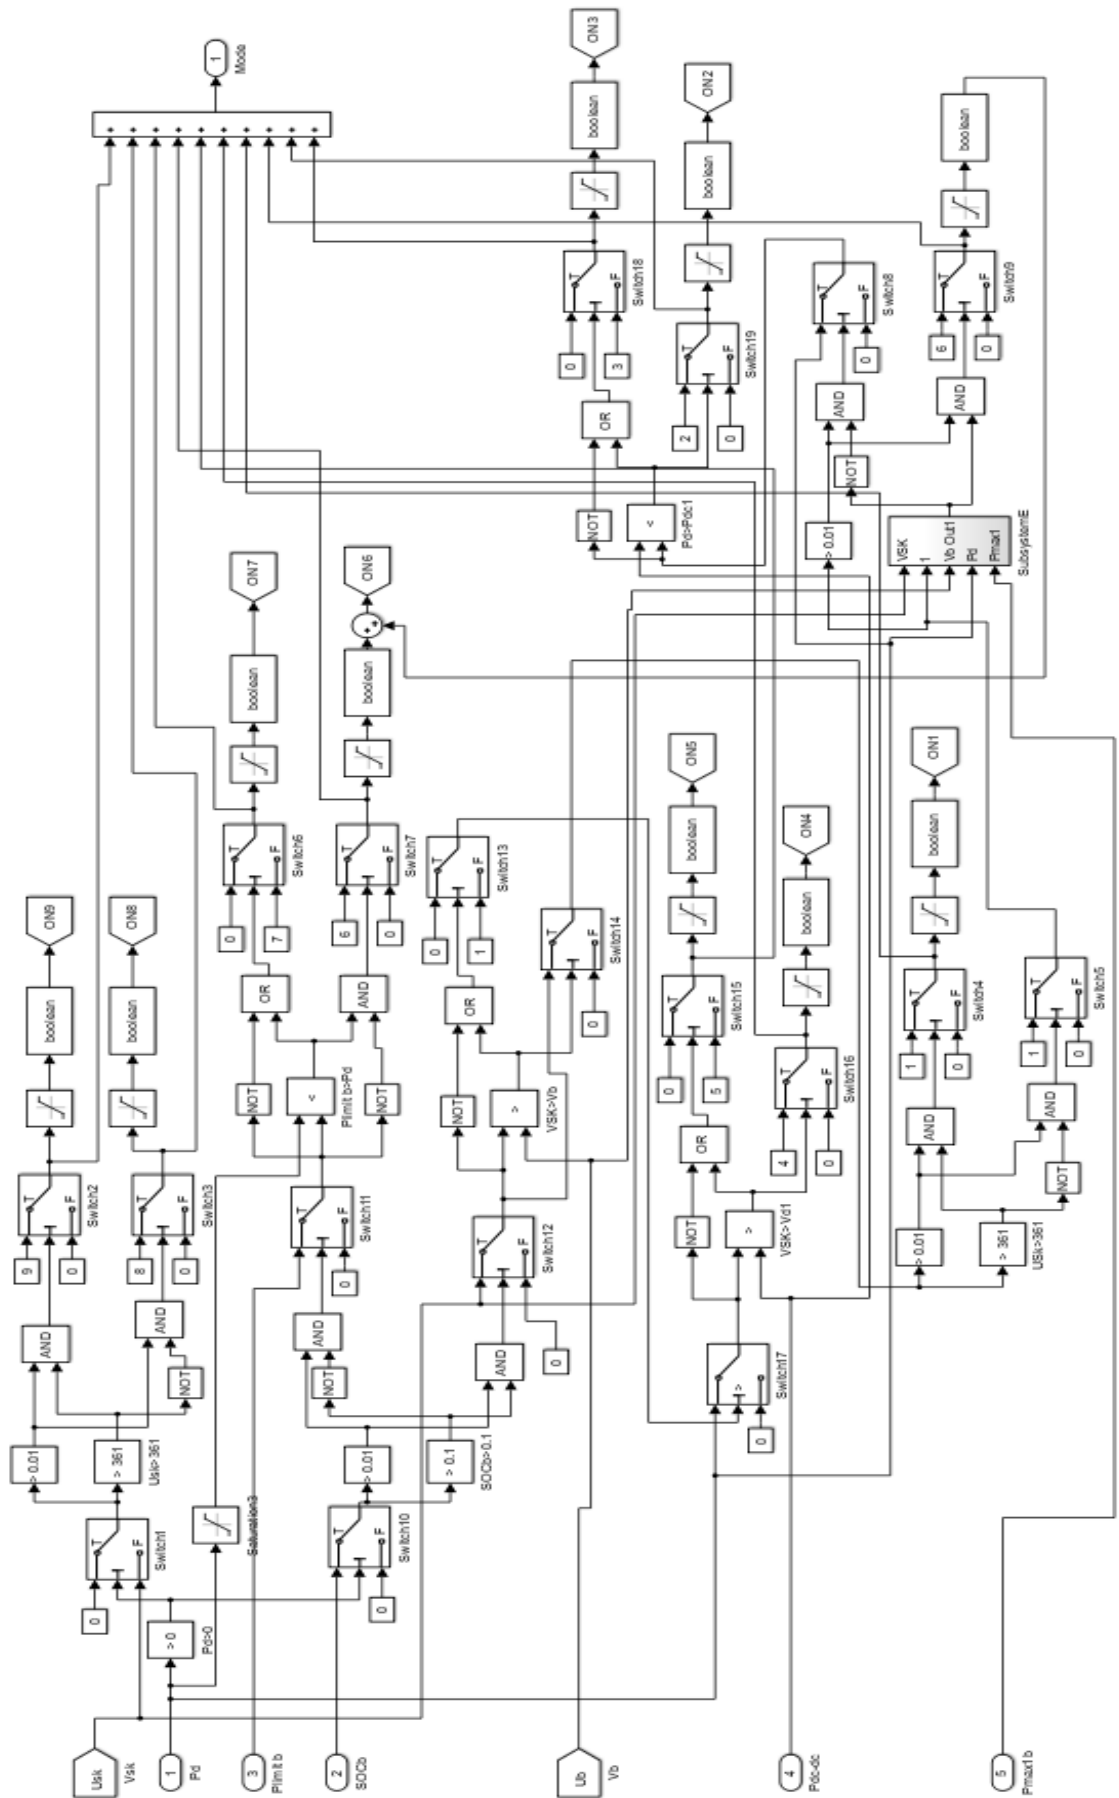 Usk
Vsk
1
Pd
3
Plimit b
2
SOCb
Ub
Vb
4
Pdc-dc
5
Pmax1b
> 0
Pd>0
0
T
F
Switch1
> 0.01
> 361
Usk>361
AND
NOT
AND
9
0
T
F
Switch2
8
0
T
F
Switch3
boolean
ON9
boolean
ON8
Saturation3
0
T
F
Switch10
> 0.01
> 0.1
SOCb>0.1
AND
NOT
AND
0
T
F
Switch11
0
T
F
Switch12
NOT
<
Plimit b>Pd
NOT
OR
AND
0
7
T
F
Switch6
6
0
T
F
Switch7
boolean
ON7
boolean
+
+
ON6
NOT
>
VSK>Vb
OR
0
1
T
F
Switch13
0
T
F
Switch14
0
>
Switch17
NOT
>
VSK>Vd1
OR
0
5
T
F
Switch15
4
0
T
F
Switch16
boolean
ON5
boolean
ON4
> 0.01
> 361
USk>361
AND
NOT
AND
1
0
T
F
Switch4
1
0
T
F
Switch5
boolean
ON1
VSK
1
Vb Out1
Pd
Pmax1
SubsystemE
> 0.01
NOT
AND
AND
0
T
F
Switch8
6
0
T
F
Switch9
boolean
NOT
<
Pd>Pdc1
OR
0
3
T
F
Switch18
2
0
T
F
Switch19
boolean
ON3
boolean
ON2
+
+
+
+
+
+
+
+
+
+
1
Mode